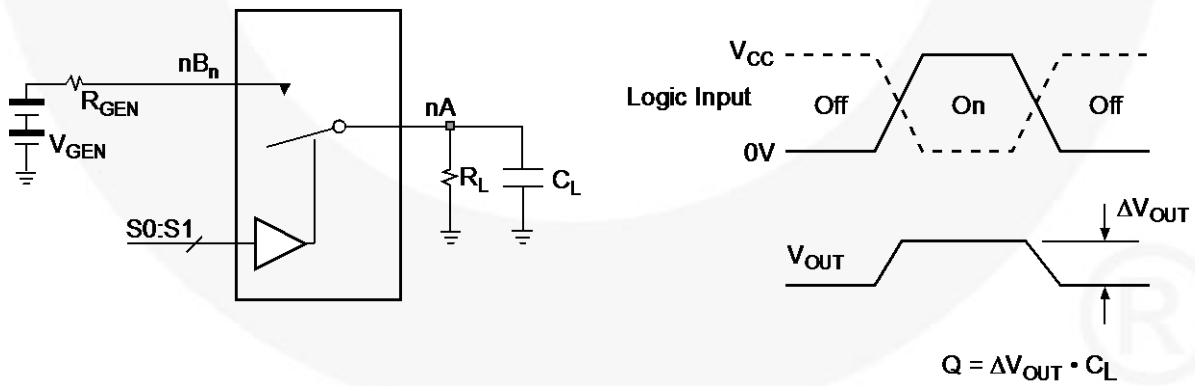 nBn
RGEN
VGEN
nA
RL
CL
S0:S1
VCC
Logic Input
Off
On
Off
0V
ΔVOUT
VOUT
Q = ΔVOUT • CL
®